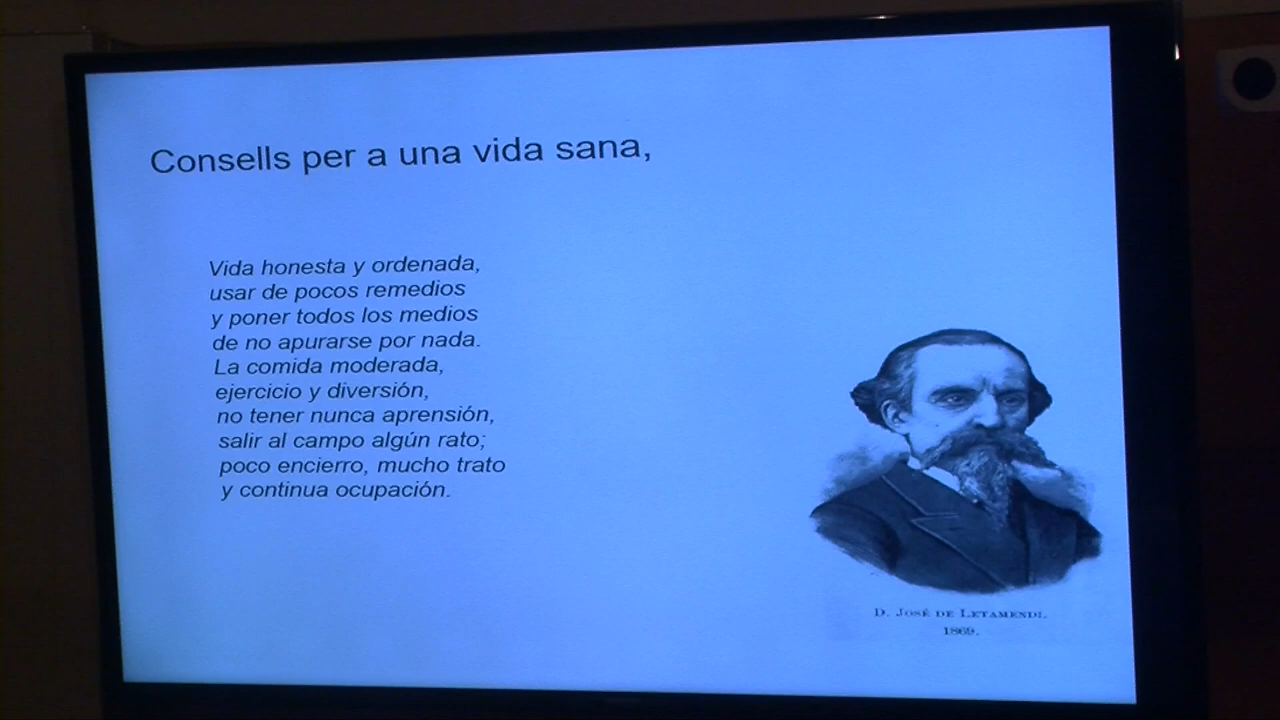 Consells per a una vida sana,
Vida honesta y ordenada,
usar de pocos remedios
y poner todos los medios
de no apurarse por nada.
La comida moderada,
ejercicio y diversión,
no tener nunca aprensión,
salir al campo algún rato;
poco encierro, mucho trato
y continua ocupación.
D. José de Letamendi.
1869.